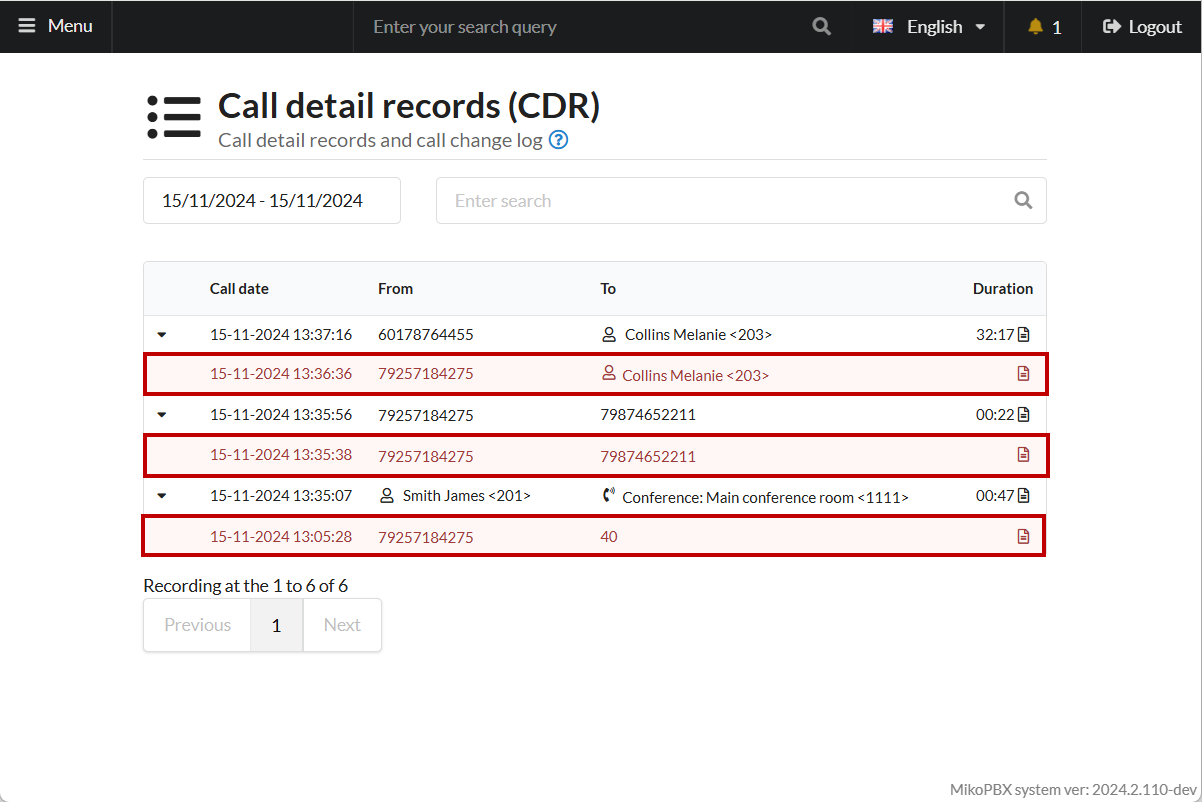 Menu Enter your search query English 1 Logout
Call detail records (CDR)
Call detail records and call change log ?
15/11/2024 - 15/11/2024 Enter search
Call date From To Duration
15-11-2024 13:37:16 60178764455 Collins Melanie <203> 32:17
15-11-2024 13:36:36 79257184275 Collins Melanie <203>
15-11-2024 13:35:56 79257184275 79874652211 00:22
15-11-2024 13:35:38 79257184275 79874652211
15-11-2024 13:35:07 Smith James <201> Conference: Main conference room <1111> 00:47
15-11-2024 13:05:28 79257184275 40
Recording at the 1 to 6 of 6
Previous 1 Next
MikoPBX system ver: 2024.2.110-dev